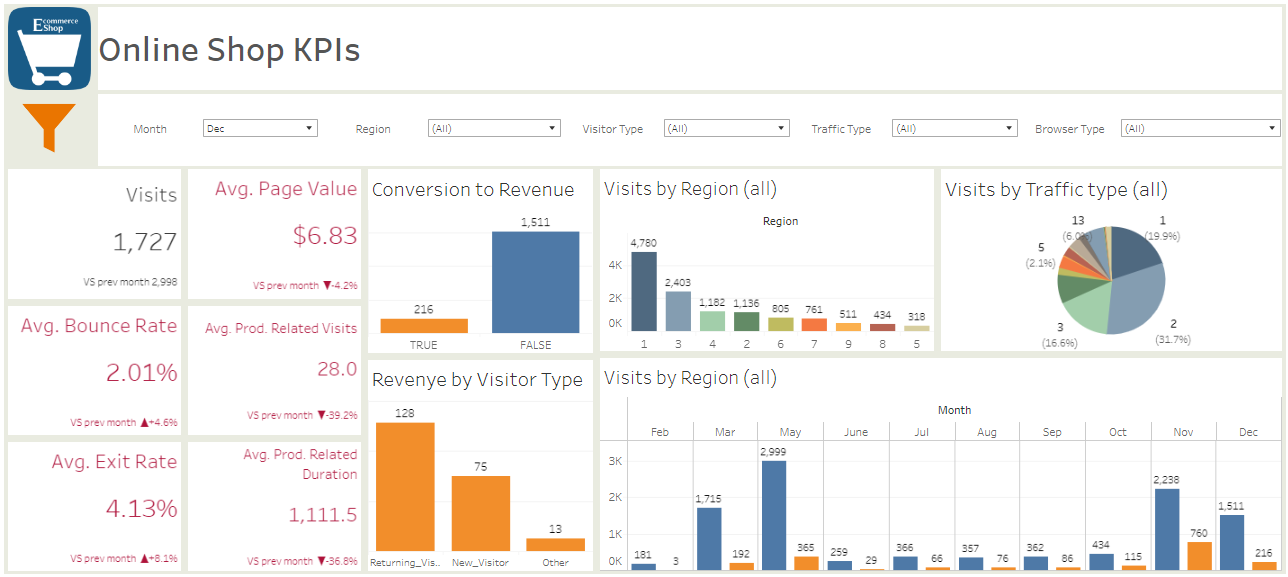 Ecommerce
Shop
Online Shop KPIs
Month
Dec
Region
(All)
Visitor Type
(All)
Traffic Type
(All)
Browser Type
(All)
Visits
1,727
VS prev month 2,998
Avg. Page Value
$6.83
VS prev month ▼-4.2%
Avg. Bounce Rate
2.01%
VS prev month ▲+4.6%
Avg. Prod. Related Visits
28.0
VS prev month ▼-39.2%
Avg. Exit Rate
4.13%
VS prev month ▲+8.1%
Avg. Prod. Related
Duration
1,111.5
VS prev month ▼-36.8%
Conversion to Revenue
1,511
216
TRUE FALSE
Revenye by Visitor Type
128
75
13
Returning_Vis.. New_Visitor Other
Visits by Region (all)
Region
4,780
2,403
1,182 1,136 805 761 511 434 318
4K
2K
0K
1 3 4 2 6 7 9 8 5
Visits by Traffic type (all)
13
(6.0%)
1
(19.9%)
5
(2.1%)
3
(16.6%)
2
(31.7%)
Visits by Region (all)
Month
Feb Mar May June Jul Aug Sep Oct Nov Dec
3K
2K
1K
0K
181 3 1,715 192 2,999 365 259 29 366 66 357 76 362 86 434 115 2,238 760 1,511 216